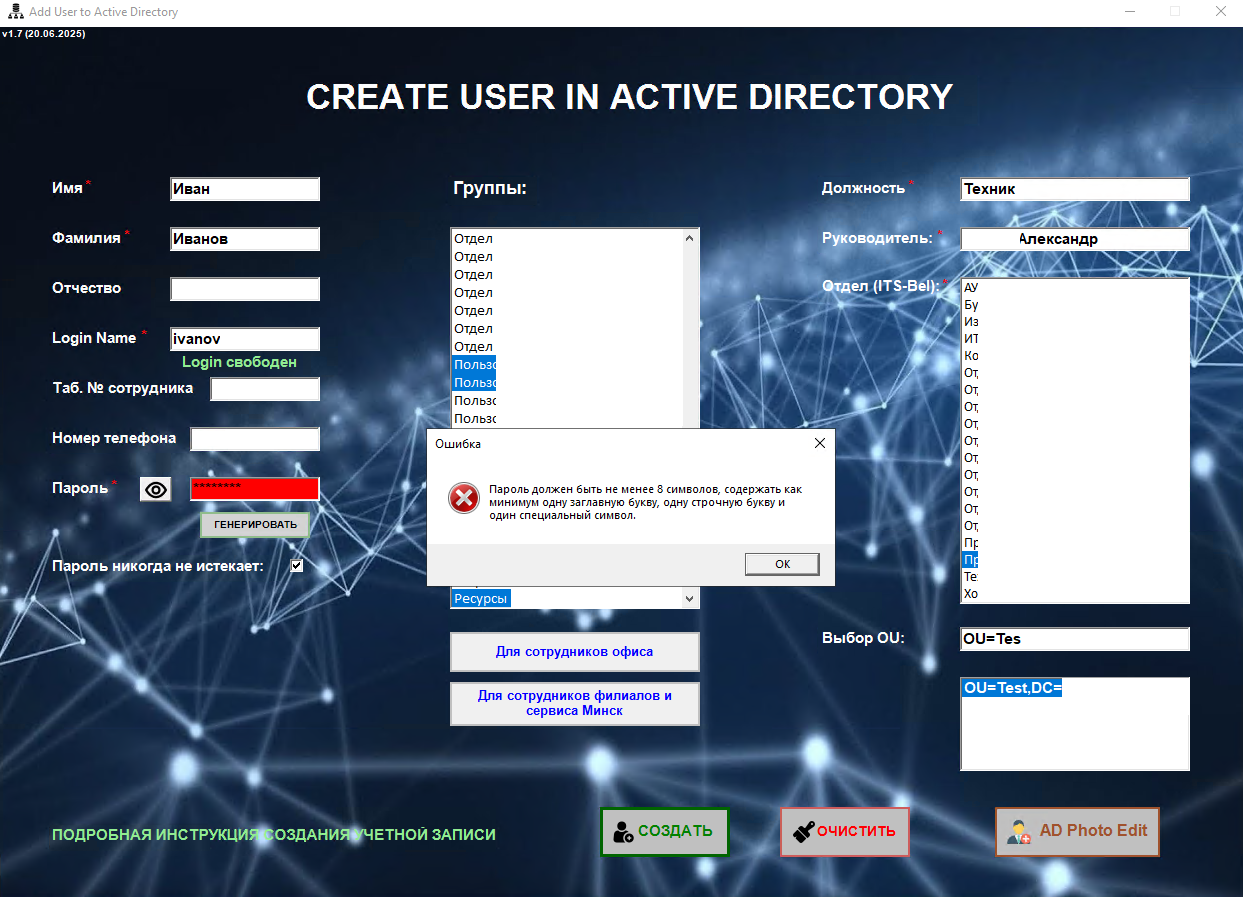 Add User to Active Directory
v1.7 (20.06.2025)
CREATE USER IN ACTIVE DIRECTORY
Имя *
Иван
Фамилия *
Иванов
Отчество
Login Name *
ivanov
Login свободен
Таб. № сотрудника
Номер телефона
Пароль *
********
ГЕНЕРИРОВАТЬ
Пароль никогда не истекает:
Группы:
Отдел
Отдел
Отдел
Отдел
Отдел
Отдел
Отдел
Польз
Польз
Польз
Польз
Ресурсы
Для сотрудников офиса
Для сотрудников филиалов и
сервиса Минск
Ошибка
Пароль должен быть не менее 8 символов, содержать как
минимум одну заглавную букву, одну строчную букву и
один специальный символ.
ОК
Должность *
Техник
Руководитель: *
Александр
Отдел (ITS-Bel): *
АУ
Бу
Из
ИТ
Ко
От
От
От
От
От
От
От
От
От
От
Пр
Пр
Те
Хо
Выбор OU:
OU=Tes
OU=Test,DC=
ПОДРОБНАЯ ИНСТРУКЦИЯ СОЗДАНИЯ УЧЕТНОЙ ЗАПИСИ
СОЗДАТЬ
ОЧИСТИТЬ
AD Photo Edit